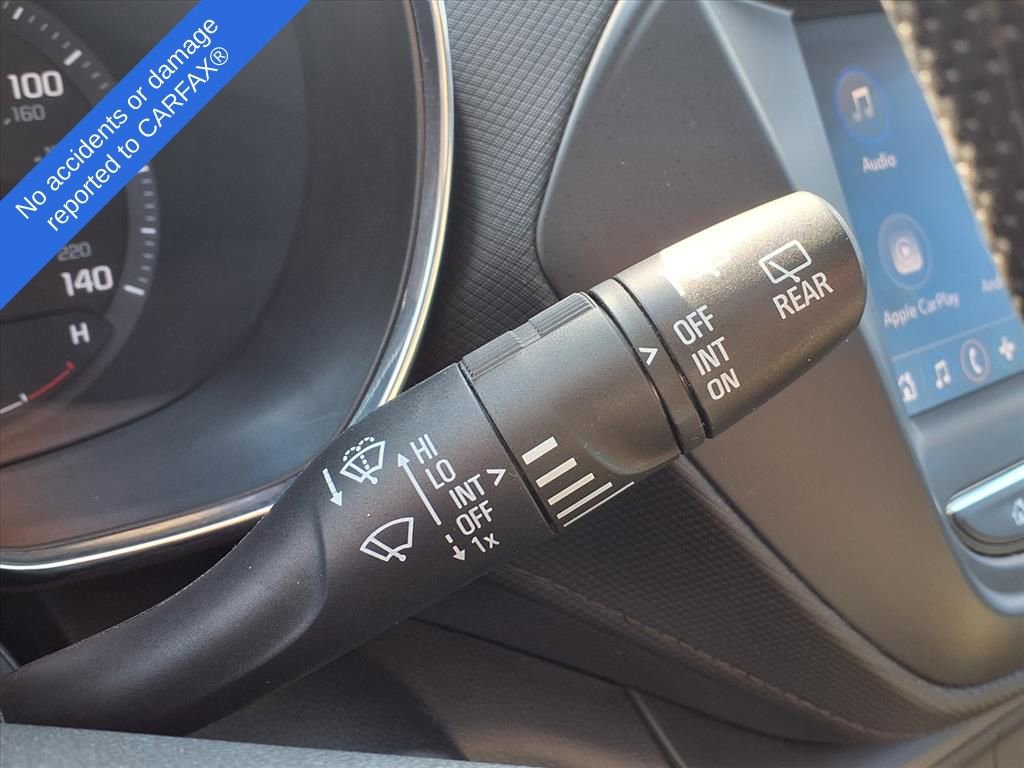 No accidents or damage
reported to CARFAX®
100
160
220
140
H
HI
LO
INT
OFF
1x
>
>
OFF
INT
ON
REAR
Audio
Apple CarPlay